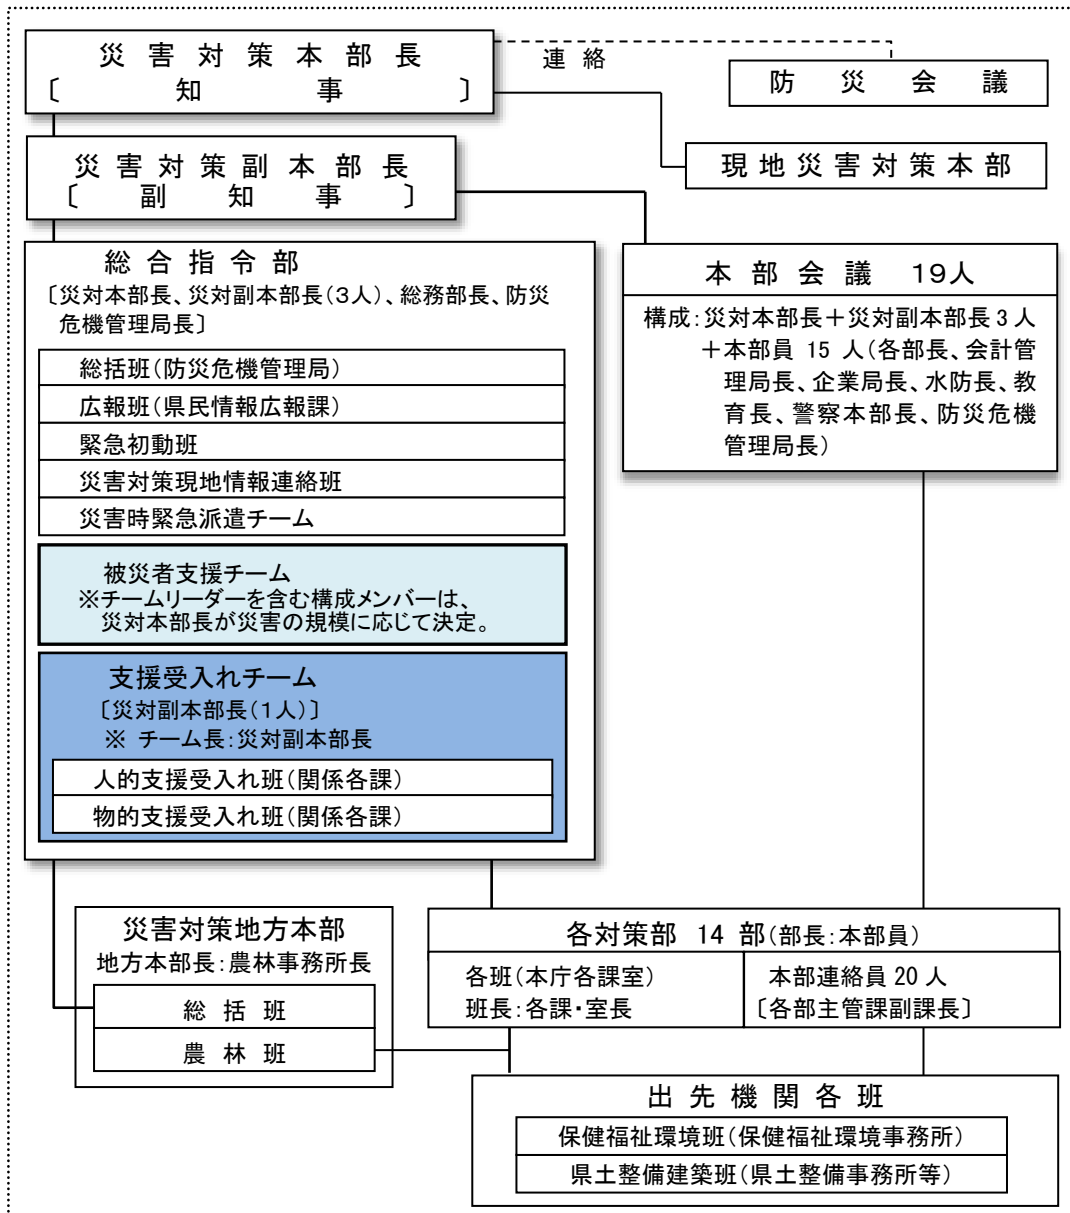 災害対策本部長
〔知事〕
連絡
防災会議
現地災害対策本部
災害対策副本部長
〔副知事〕
総合指令部
〔災対本部長、災対副本部長(3人)、総務部長、防災
危機管理局長〕
総括班(防災危機管理局)
広報班(県民情報広報課)
緊急初動班
災害対策現地情報連絡班
災害時緊急派遣チーム
被災者支援チーム
※チームリーダーを含む構成メンバーは、
災対本部長が災害の規模に応じて決定。
支援受入れチーム
〔災対副本部長(1人)〕
※ チーム長:災対副本部長
人的支援受入れ班(関係各課)
物的支援受入れ班(関係各課)
本部会議 19人
構成:災対本部長+災対副本部長3人
+本部員 15 人(各部長、会計管
理局長、企業局長、水防長、教
育長、警察本部長、防災危機
管理局長)
災害対策地方本部
地方本部長:農林事務所長
総括班
農林班
各対策部 14 部(部長:本部員)
各班(本庁各課室)
班長:各課・室長
本部連絡員 20 人
〔各部主管課副課長〕
出先機関各班
保健福祉環境班(保健福祉環境事務所)
県土整備建築班(県土整備事務所等)